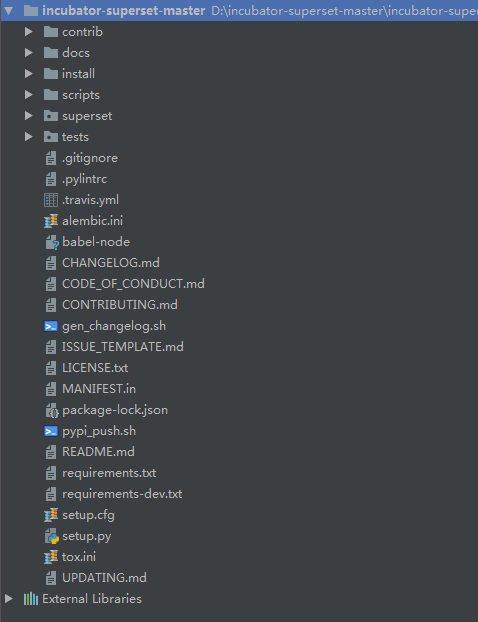 incubator-superset-master D:\incubator-superset-master\incubator-super
contrib
docs
install
scripts
superset
tests
.gitignore
.pylintrc
.travis.yml
alembic.ini
babel-node
CHANGELOG.md
CODE_OF_CONDUCT.md
CONTRIBUTING.md
gen_changelog.sh
ISSUE_TEMPLATE.md
LICENSE.txt
MANIFEST.in
package-lock.json
pypi_push.sh
README.md
requirements.txt
requirements-dev.txt
setup.cfg
setup.py
tox.ini
UPDATING.md
External Libraries